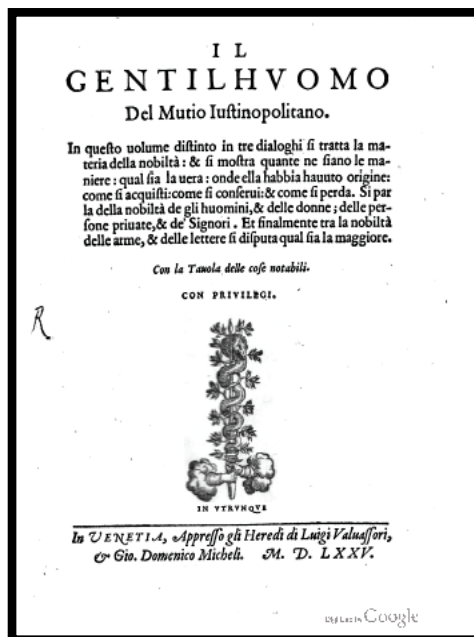 IL
GENTILHVOMO
Del Mutio Iuſtinopolitano.
In queſto uolume diſtinto in tre dialoghi ſi tratta la ma-
teria della nobiltà: & ſi moſtra quante ne ſiano le ma-
niere: qual ſia la uera: onde ella habbia hauuto origine:
come ſi acquiſti: come ſi conſerui: & come ſi perda. Si par
la della nobiltà de gli huomini, & delle donne; delle per-
ſone priuate, & de' Signori. Et finalmente tra la nobiltà
delle arme, & delle lettere ſi diſputa qual ſia la maggiore.
Con la Tauola delle coſe notabili.
CON PRIVILEGI.
R
IN VTRVNQVE
In VENETIA, Appreſſo gli Heredi di Luigi Valuaſſori,
& Gio. Domenico Micheli. M. D. LXXV.
Google